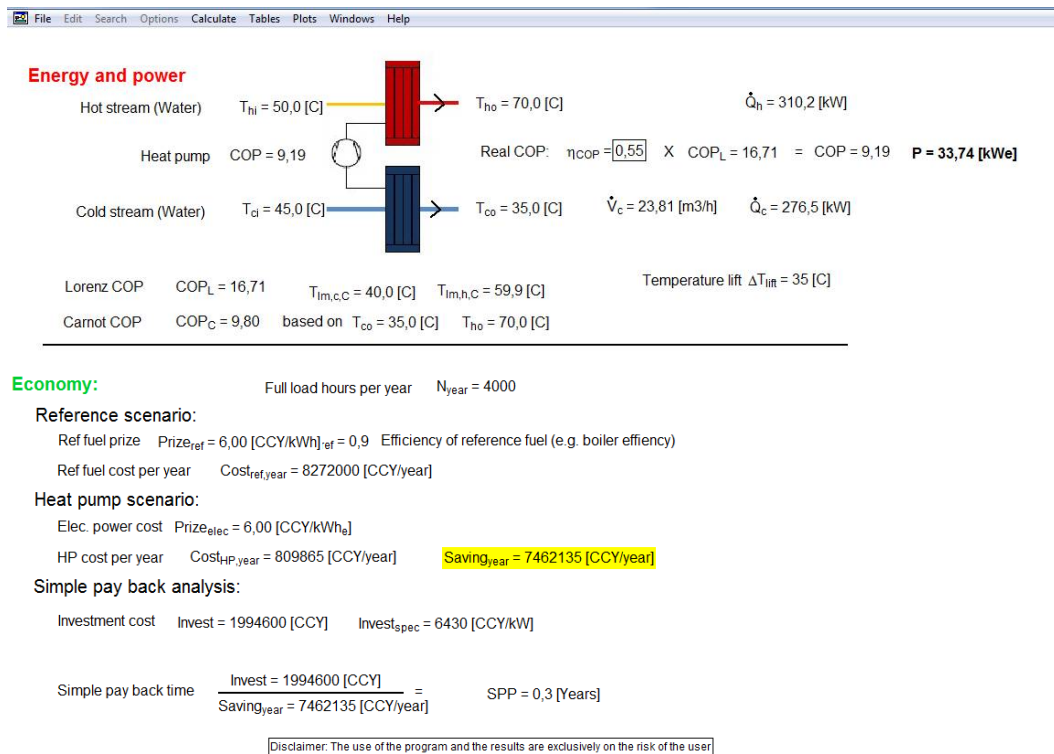 File Edit Search Options Calculate Tables Plots Windows Help
Energy and power
Hot stream (Water) Thi = 50,0 [C] Tho = 70,0 [C] Q̇h = 310,2 [kW]
Heat pump COP = 9,19 Real COP: ηCOP = 0,55 X COPL = 16,71 = COP = 9,19 P = 33,74 [kWe]
Cold stream (Water) Tci = 45,0 [C] Tco = 35,0 [C] V̇c = 23,81 [m3/h] Q̇c = 276,5 [kW]
Lorenz COP COPL = 16,71 Tlm,c,C = 40,0 [C] Tlm,h,C = 59,9 [C] Temperature lift ΔTlift = 35 [C]
Carnot COP COPC = 9,80 based on Tco = 35,0 [C] Tho = 70,0 [C]
Economy: Full load hours per year Nyear = 4000
Reference scenario:
Ref fuel prize Prizeref = 6,00 [CCY/kWh] ef = 0,9 Efficiency of reference fuel (e.g. boiler effiency)
Ref fuel cost per year Costref,year = 8272000 [CCY/year]
Heat pump scenario:
Elec. power cost Prizeelec = 6,00 [CCY/kWhe]
HP cost per year CostHP,year = 809865 [CCY/year] Savingyear = 7462135 [CCY/year]
Simple pay back analysis:
Investment cost Invest = 1994600 [CCY] Investspec = 6430 [CCY/kW]
Invest = 1994600 [CCY]
Simple pay back time = SPP = 0,3 [Years]
Savingyear = 7462135 [CCY/year]
Disclaimer: The use of the program and the results are exclusively on the risk of the user